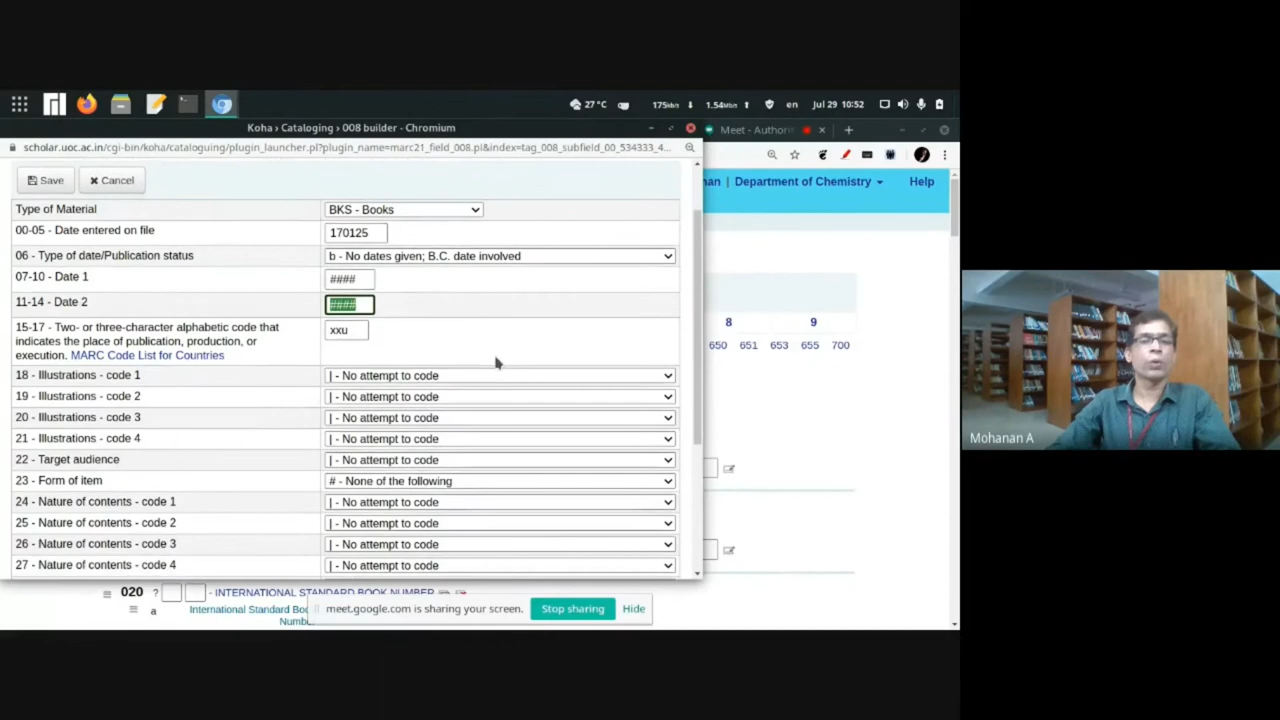 27 °C
175kb/s
1.54Mb/s
en
Jul 29 10:52
Koha › Cataloging › 008 builder - Chromium
Meet - Author
scholar.uoc.ac.in/cgi-bin/koha/cataloguing/plugin_launcher.pl?plugin_name=marc21_field_008.pl&index=tag_008_subfield_00_534333_4...
Save
Cancel
Department of Chemistry
Help
Type of Material
BKS - Books
00-05 - Date entered on file
170125
06 - Type of date/Publication status
b - No dates given; B.C. date involved
07-10 - Date 1
####
11-14 - Date 2
####
15-17 - Two- or three-character alphabetic code that
indicates the place of publication, production, or
execution. MARC Code List for Countries
xxu
18 - Illustrations - code 1
| - No attempt to code
19 - Illustrations - code 2
| - No attempt to code
20 - Illustrations - code 3
| - No attempt to code
21 - Illustrations - code 4
| - No attempt to code
22 - Target audience
| - No attempt to code
23 - Form of item
# - None of the following
24 - Nature of contents - code 1
| - No attempt to code
25 - Nature of contents - code 2
| - No attempt to code
26 - Nature of contents - code 3
| - No attempt to code
27 - Nature of contents - code 4
| - No attempt to code
8
9
650 651 653 655 700
020 ? - INTERNATIONAL STANDARD BOOK NUMBER
a
International Standard
meet.google.com is sharing your screen.
Stop sharing
Hide
Mohanan A